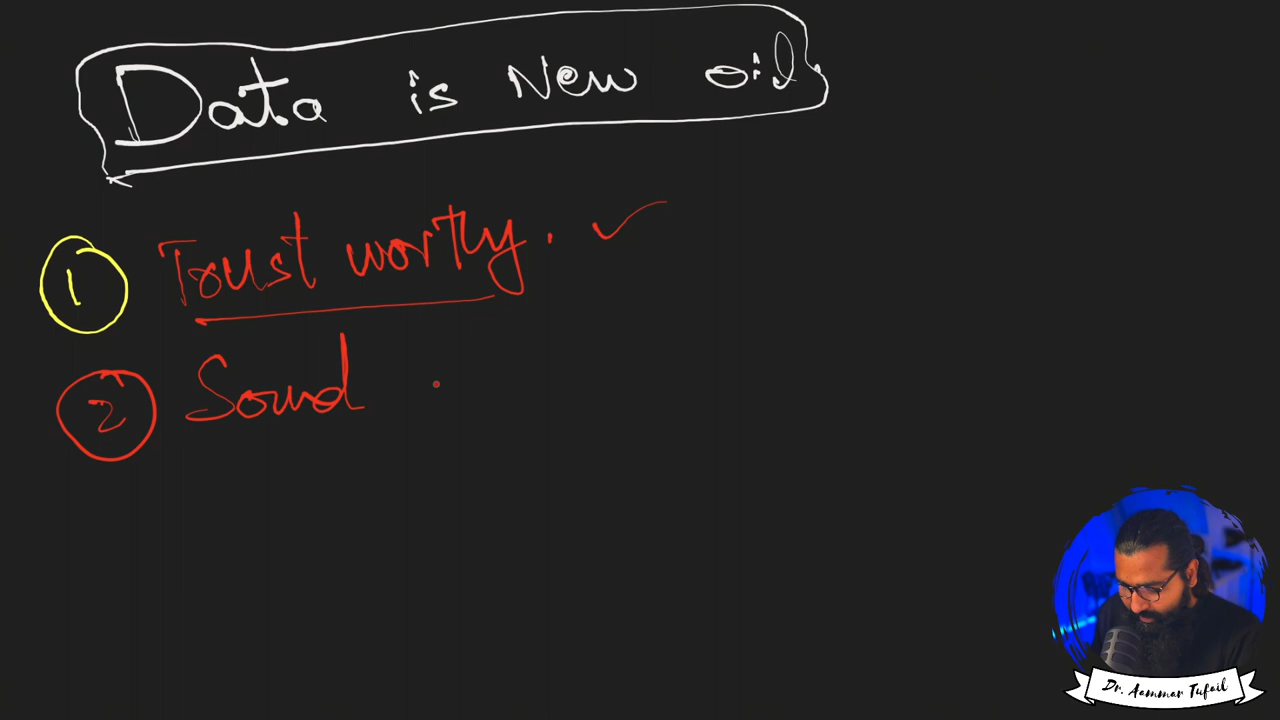 Data is New oil.
1 Trust worthy.
2 Sound
Dr. Aammar Tufail